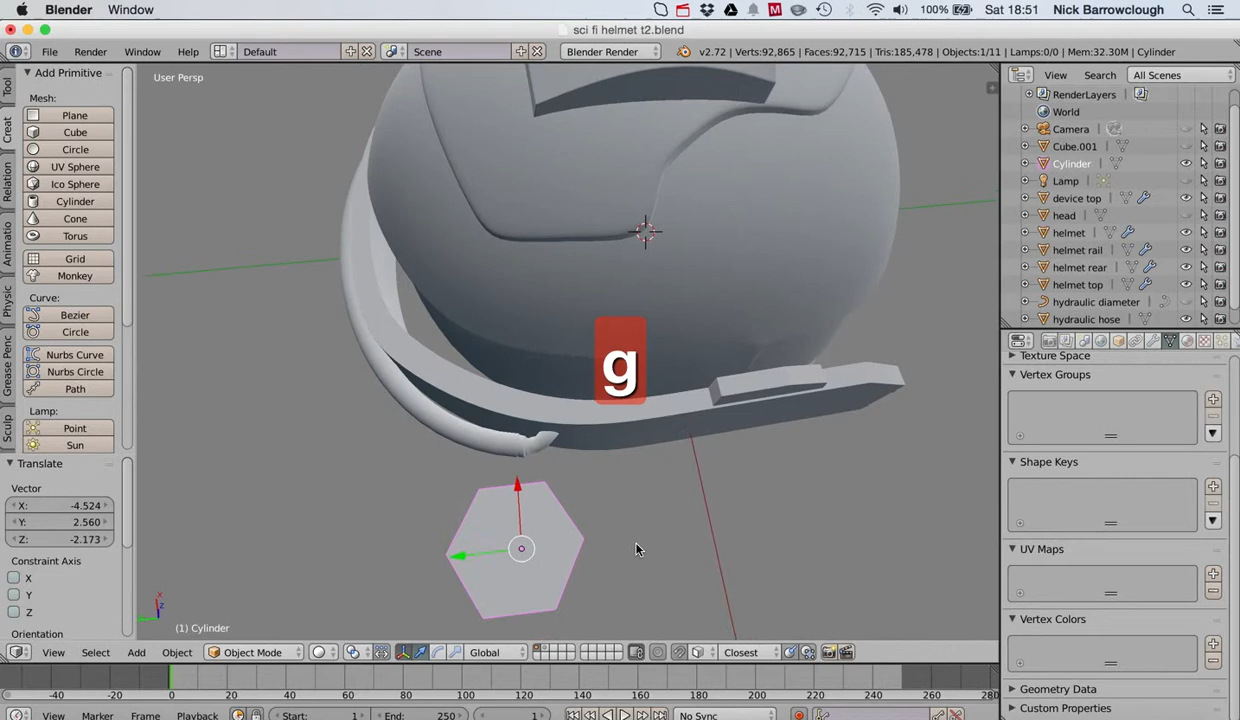 Blender Window 100% Sat 18:51 Nick Barrowclough
sci fi helmet t2.blend
File Render Window Help Default Scene Blender Render v2.72 | Verts:92,865 | Faces:92,715 | Tris:185,478 | Objects:1/11 | Lamps:0/0 | Mem:32.30M | Cylinder
Add Primitive
Mesh:
Plane
Cube
Circle
UV Sphere
Ico Sphere
Cylinder
Cone
Torus
Grid
Monkey
Curve:
Bezier
Circle
Nurbs Curve
Nurbs Circle
Path
Lamp:
Point
Sun
Tool
Creat
Relation
Animatio
Physic
Grease Penc
Sculp
Translate
Vector
X: -4.524
Y: 2.560
Z: -2.173
Constraint Axis
X
Y
Z
Orientation
User Persp
g
x
z
(1) Cylinder
View Select Add Object Object Mode Global Closest
-40 -20 0 20 40 60 80 100 120 140 160 180 200 220 240 260 280
View Marker Frame Playback Start: 1 End: 250 1 No Sync
View Search All Scenes
RenderLayers
World
Camera
Cube.001
Cylinder
Lamp
device top
head
helmet
helmet rail
helmet rear
helmet top
hydraulic diameter
hydraulic hose
Texture Space
Vertex Groups
Shape Keys
UV Maps
Vertex Colors
Geometry Data
Custom Properties